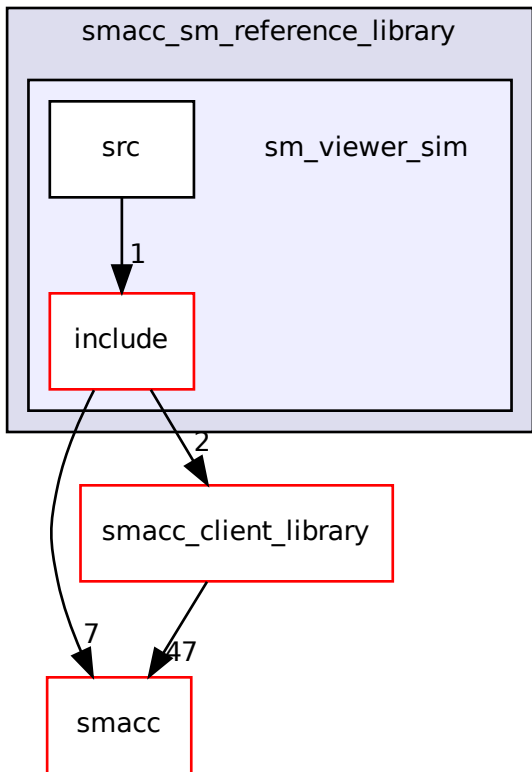 smacc_sm_reference_library
src
sm_viewer_sim
1
include
2
smacc_client_library
7
47
smacc